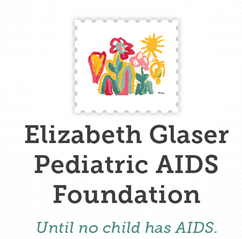 Elizabeth Glaser
Pediatric AIDS
Foundation
Until no child has AIDS.